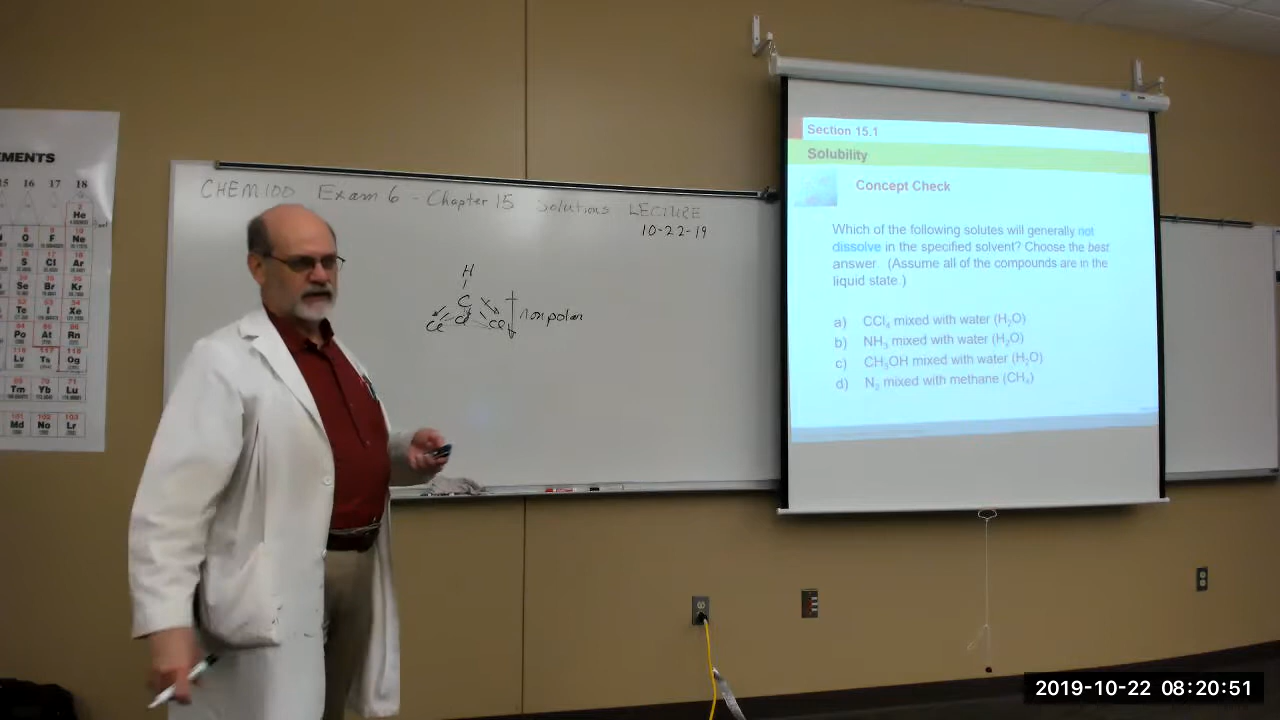 EMENTS
15 16 17 18
2
He
O F Ne
S Cl Ar
Se Br Kr
Te I Xe
Po At Rn
Lv Ts Og
Tm Yb Lu
Md No Lr
CHEM 100 Exam 6 - Chapter 15 Solutions LECTURE
10-22-19
H
C
Cl Cl Cl
nonpolar
Section 15.1
Solubility
Concept Check
Which of the following solutes will generally not
dissolve in the specified solvent? Choose the best
answer. (Assume all of the compounds are in the
liquid state.)
a) CCl₄ mixed with water (H₂O)
b) NH₃ mixed with water (H₂O)
c) CH₃OH mixed with water (H₂O)
d) N₂ mixed with methane (CH₄)
2019-10-22 08:20:51